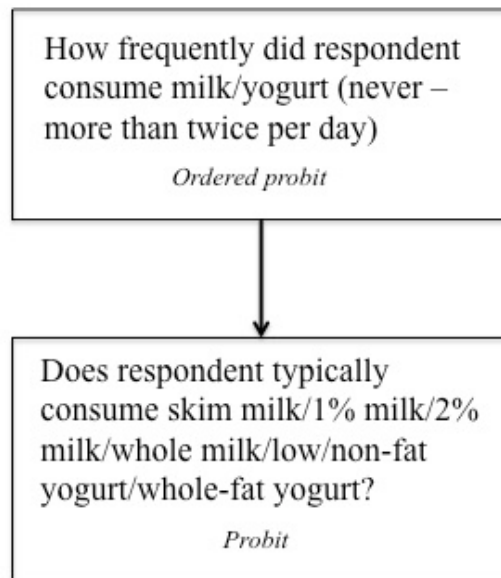 How frequently did respondent
consume milk/yogurt (never –
more than twice per day)
Ordered probit
Does respondent typically
consume skim milk/1% milk/2%
milk/whole milk/low/non-fat
yogurt/whole-fat yogurt?
Probit